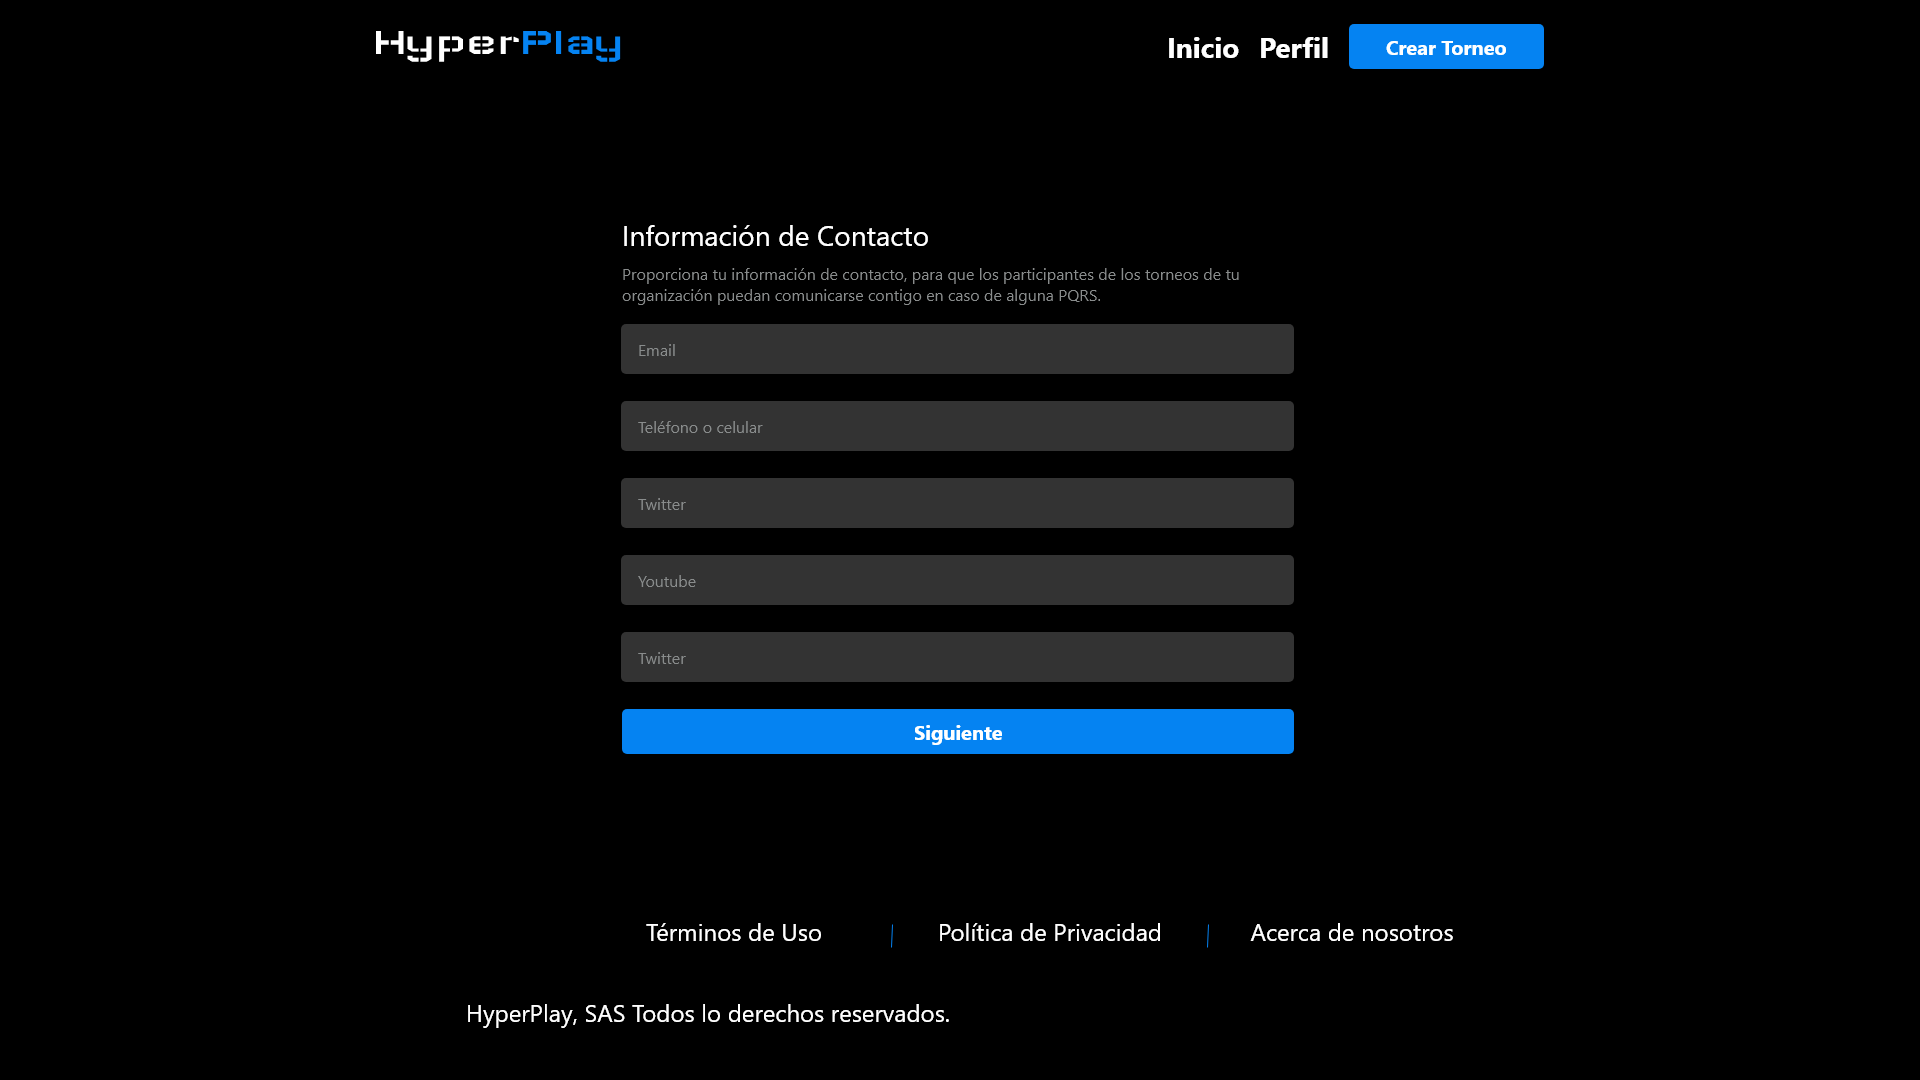 HyperPlay
Inicio Perfil Crear Torneo
Información de Contacto
Proporciona tu información de contacto, para que los participantes de los torneos de tu
organización puedan comunicarse contigo en caso de alguna PQRS.
Email
Teléfono o celular
Twitter
Youtube
Twitter
Siguiente
Términos de Uso | Política de Privacidad | Acerca de nosotros
HyperPlay, SAS Todos lo derechos reservados.